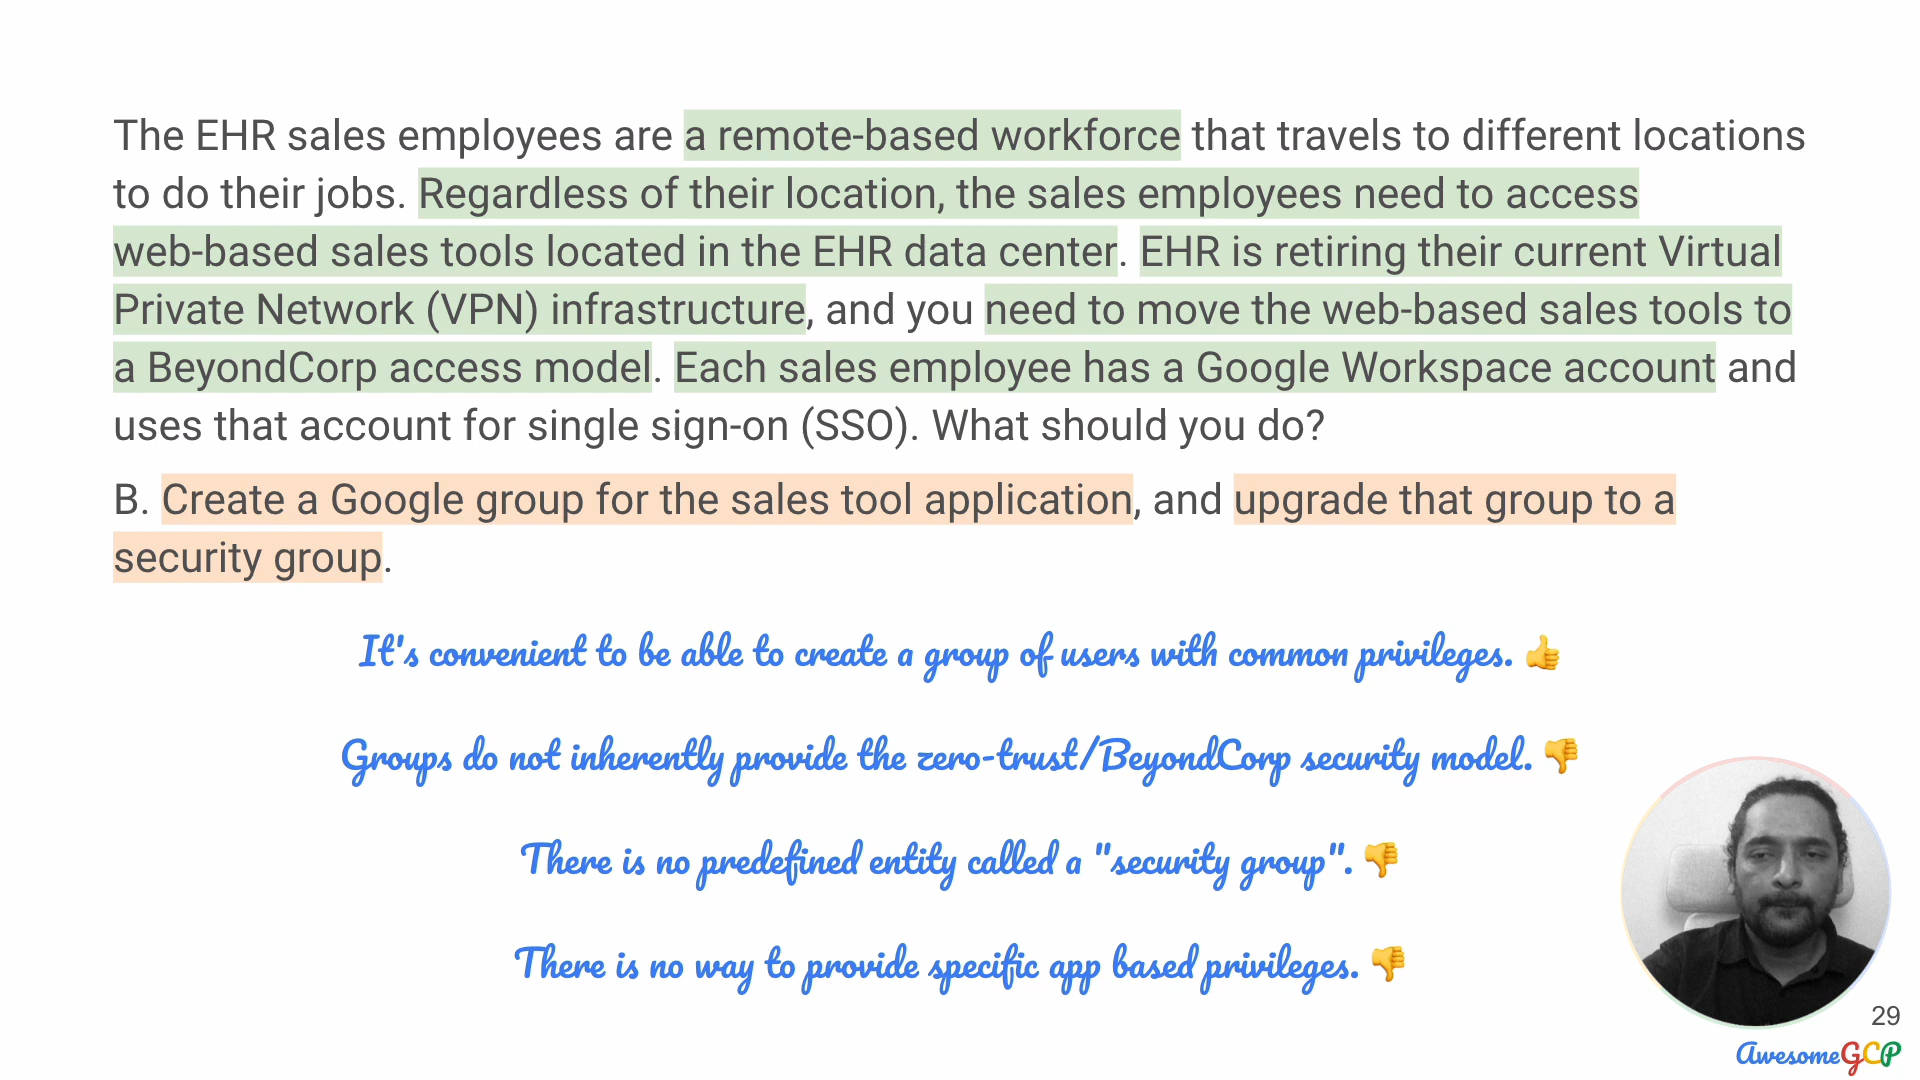 The EHR sales employees are a remote-based workforce that travels to different locations
to do their jobs. Regardless of their location, the sales employees need to access
web-based sales tools located in the EHR data center. EHR is retiring their current Virtual
Private Network (VPN) infrastructure, and you need to move the web-based sales tools to
a BeyondCorp access model. Each sales employee has a Google Workspace account and
uses that account for single sign-on (SSO). What should you do?
B. Create a Google group for the sales tool application, and upgrade that group to a
security group.
It's convenient to be able to create a group of users with common privileges. 👍
Groups do not inherently provide the zero-trust/BeyondCorp security model. 👎
There is no predefined entity called a "security group". 👎
There is no way to provide specific app based privileges. 👎
29
AwesomeGCP